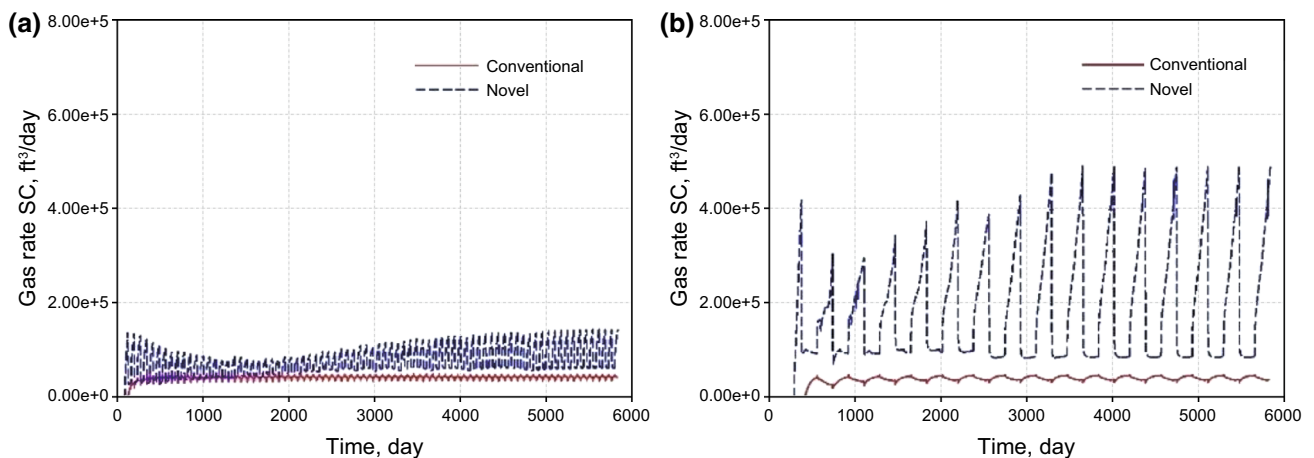 (a)
8.00e+5
6.00e+5
4.00e+5
2.00e+5
0.00e+0
Gas rate SC, ft³/day
Conventional
Novel
0 1000 2000 3000 4000 5000 6000
Time, day
(b)
8.00e+5
6.00e+5
4.00e+5
2.00e+5
0.00e+0
Gas rate SC, ft³/day
Conventional
Novel
0 1000 2000 3000 4000 5000 6000
Time, day